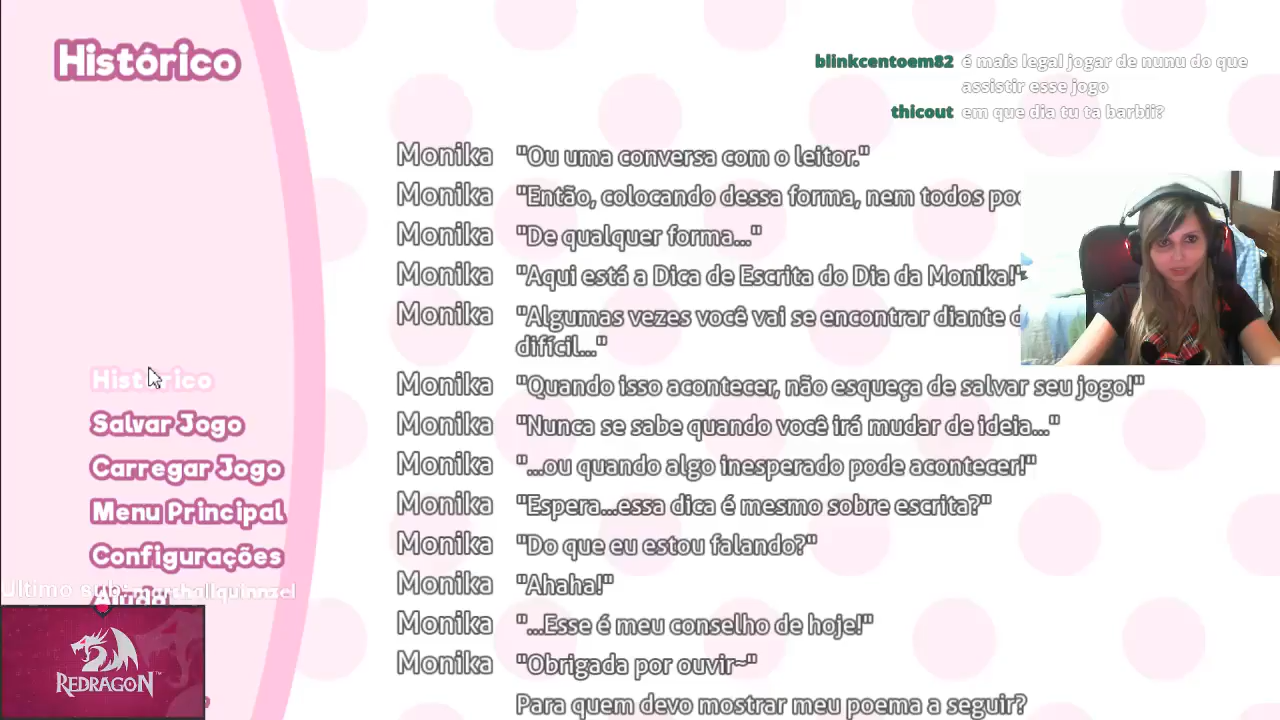 Histórico
blinkcentoem82 é mais legal jogar de nunu do que
assistir esse jogo
thicout em que dia tu ta barbii?
Monika "Ou uma conversa com o leitor."
Monika "Então, colocando dessa forma, nem todos
Monika "De qualquer forma..."
Monika "Aqui está a Dica de Escrita do Dia da Monika!"
Monika "Algumas vezes você vai se encontrar diante
difícil..."
Monika "Quando isso acontecer, não esqueça de salvar seu jogo!"
Monika "Nunca se sabe quando você irá mudar de ideia..."
Monika "...ou quando algo inesperado pode acontecer!"
Monika "Espera...essa dica é mesmo sobre escrita?"
Monika "Do que eu estou falando?"
Monika "Ahaha!"
Monika "...Esse é meu conselho de hoje!"
Monika "Obrigada por ouvir~"
Para quem devo mostrar meu poema a seguir?
Histórico
Salvar Jogo
Carregar Jogo
Menu Principal
Configurações
Ajuda
Ultimo sub:
REDRAGON